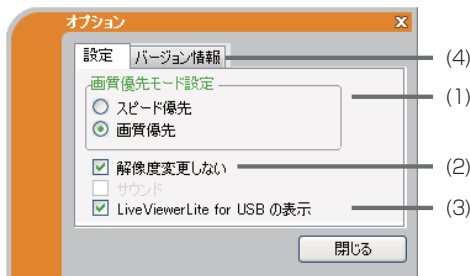 オプション
X
設定
バージョン情報
(4)
画質優先モード設定
(1)
スピード優先
画質優先
解像度変更しない
(2)
サウンド
LiveViewerLite for USB の表示
(3)
閉じる